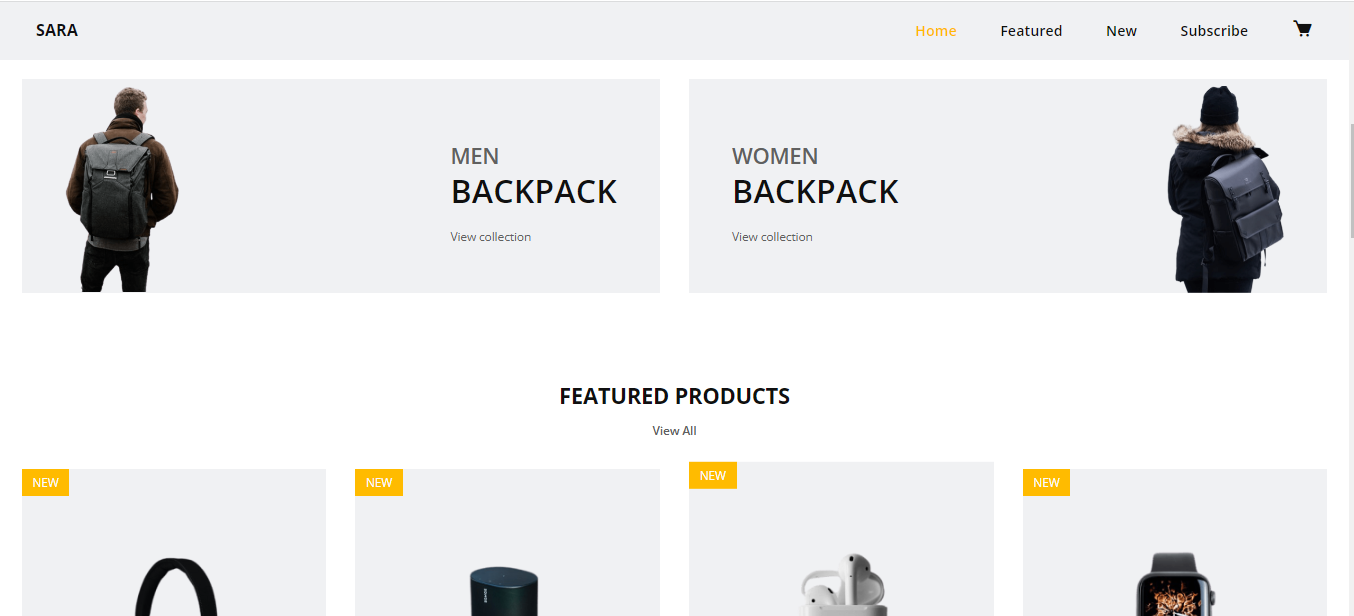 SARA
Home
Featured
New
Subscribe
MEN
BACKPACK
View collection
WOMEN
BACKPACK
View collection
FEATURED PRODUCTS
View All
NEW
NEW
NEW
NEW